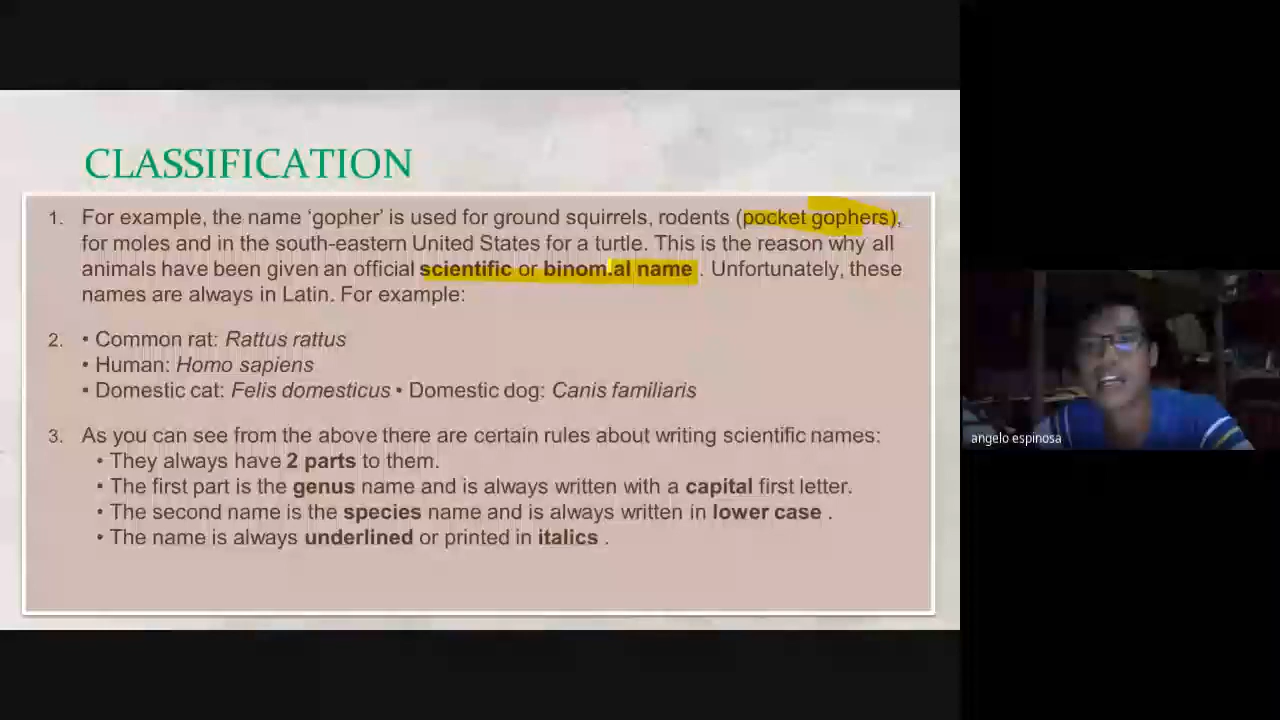 CLASSIFICATION
1. For example, the name ‘gopher’ is used for ground squirrels, rodents (pocket gophers),
for moles and in the south-eastern United States for a turtle. This is the reason why all
animals have been given an official scientific or binomial name . Unfortunately, these
names are always in Latin. For example:
2. • Common rat: Rattus rattus
• Human: Homo sapiens
• Domestic cat: Felis domesticus • Domestic dog: Canis familiaris
3. As you can see from the above there are certain rules about writing scientific names:
• They always have 2 parts to them.
• The first part is the genus name and is always written with a capital first letter.
• The second name is the species name and is always written in lower case .
• The name is always underlined or printed in italics .
angelo espinosa